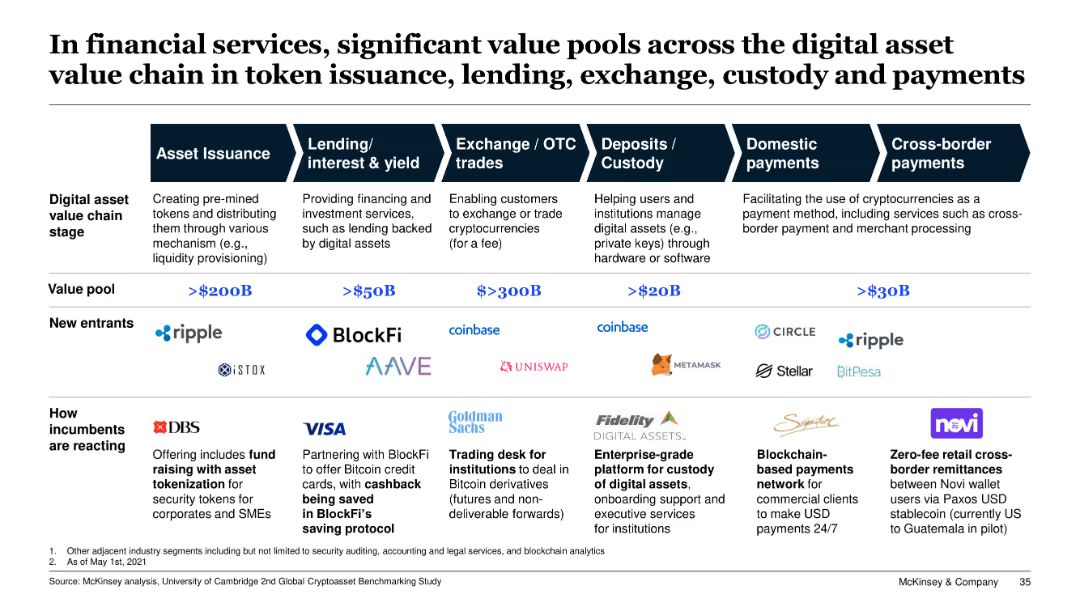 In financial services, significant value pools across the digital asset
value chain in token issuance, lending, exchange, custody and payments
Asset Issuance
Lending/
interest & yield
Exchange / OTC
trades
Deposits /
Custody
Domestic
payments
Cross-border
payments
Digital asset
value chain
stage
Creating pre-mined
tokens and distributing
them through various
mechanism (e.g.,
liquidity provisioning)
Providing financing and
investment services,
such as lending backed
by digital assets
Enabling customers
to exchange or trade
cryptocurrencies
(for a fee)
Helping users and
institutions manage
digital assets (e.g.,
private keys) through
hardware or software
Facilitating the use of cryptocurrencies as a
payment method, including services such as cross-
border payment and merchant processing
Value pool
>$200B
>$50B
$>300B
>$20B
>$30B
New entrants
ripple
iSTOX
BlockFi
AAVE
coinbase
UNISWAP
coinbase
METAMASK
CIRCLE
ripple
Stellar
BitPesa
How
incumbents
are reacting
DBS
VISA
Goldman
Sachs
Fidelity
DIGITAL ASSETS℠
Signature
novi
Offering includes fund
raising with asset
tokenization for
security tokens for
corporates and SMEs
Partnering with BlockFi
to offer Bitcoin credit
cards, with cashback
being saved
in BlockFi's
saving protocol
Trading desk for
institutions to deal in
Bitcoin derivatives
(futures and non-
deliverable forwards)
Enterprise-grade
platform for custody
of digital assets,
onboarding support and
executive services
for institutions
Blockchain-
based payments
network for
commercial clients
to make USD
payments 24/7
Zero-fee retail cross-
border remittances
between Novi wallet
users via Paxos USD
stablecoin (currently US
to Guatemala in pilot)
1. Other adjacent industry segments including but not limited to security auditing, accounting and legal services, and blockchain analytics
2. As of May 1st, 2021
Source: McKinsey analysis, University of Cambridge 2nd Global Cryptoasset Benchmarking Study
McKinsey & Company 35